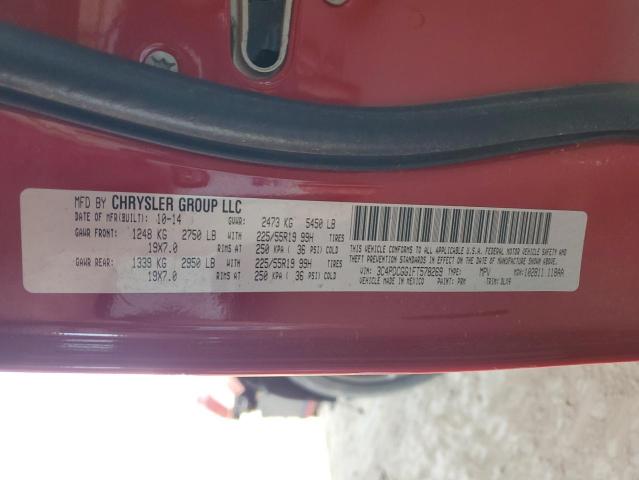 MFD BY CHRYSLER GROUP LLC
DATE OF MFR(BUILT): 10-14 GVWR: 2473 KG 5450 LB
GAWR FRONT: 1248 KG 2750 LB WITH 225/55R19 99H
19X7.0 RIMS AT 250 KPA ( 36 PSI) COLD
GAWR REAR: 1339 KG 2950 LB WITH 225/55R19 99H
19X7.0 RIMS AT 250 KPA ( 36 PSI) COLD
THIS VEHICLE CONFORMS TO ALL APPLICABLE U.S.A. FEDERAL MOTOR VEHICLE SAFETY AND
THEFT PREVENTION STANDARDS IN EFFECT ON THE DATE OF MANUFACTURE SHOWN ABOVE.
VIN: 3C4PDCGG1FT578269 TYPE: MPV MDH: 102811 118AA
VEHICLE MADE IN MEXICO PAINT: PRM TRIM: DLV9